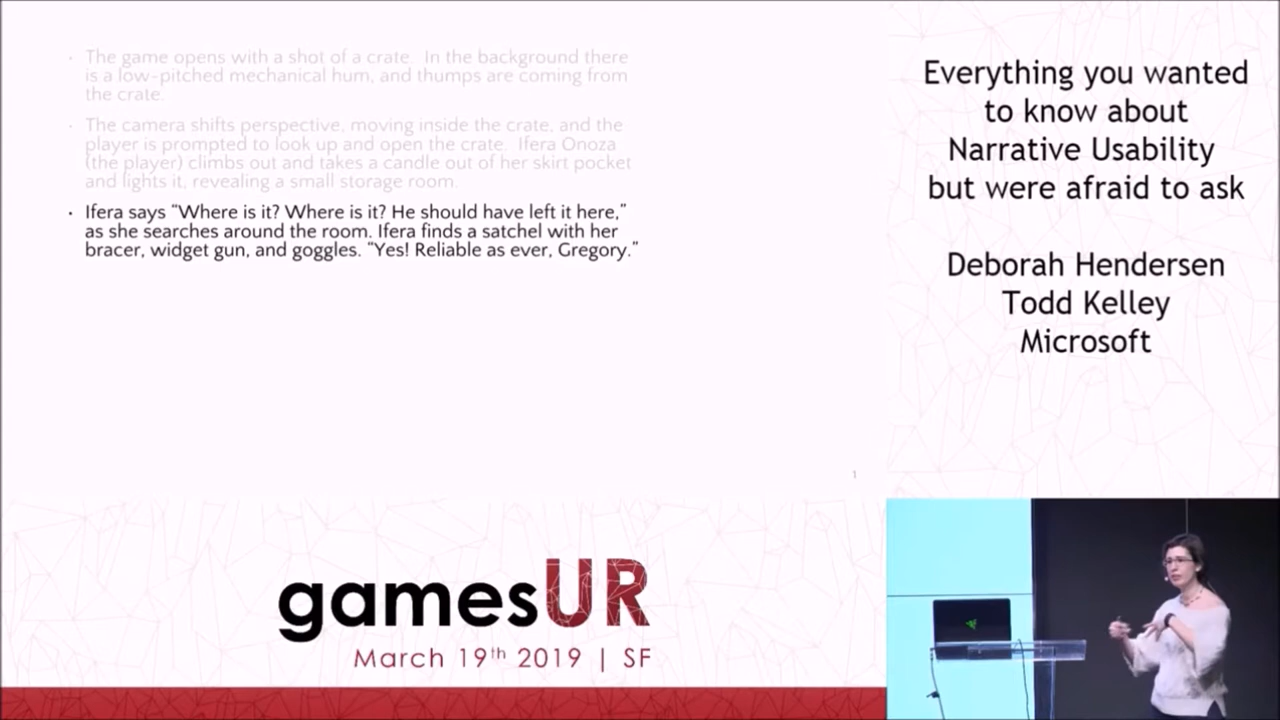 · The game opens with a shot of a crate. In the background there
is a low-pitched mechanical hum, and thumps are coming from
the crate.
· The camera shifts perspective, moving inside the crate, and the
player is prompted to look up and open the crate. Ifera Onoza
(the player) climbs out and takes a candle out of her skirt pocket
and lights it, revealing a small storage room.
· Ifera says “Where is it? Where is it? He should have left it here,”
as she searches around the room. Ifera finds a satchel with her
bracer, widget gun, and goggles. “Yes! Reliable as ever, Gregory.”
1
Everything you wanted
to know about
Narrative Usability
but were afraid to ask
Deborah Hendersen
Todd Kelley
Microsoft
gamesUR
March 19th 2019 | SF